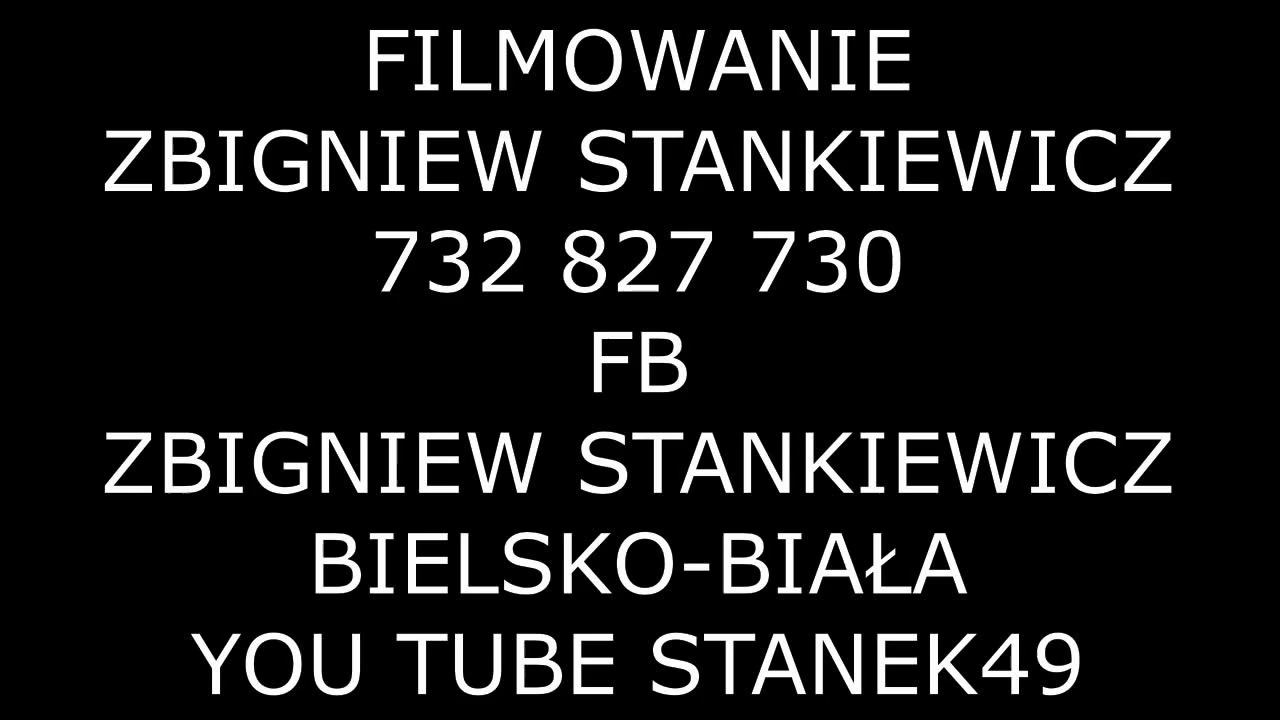 FILMOWANIE
ZBIGNIEW STANKIEWICZ
732 827 730
FB
ZBIGNIEW STANKIEWICZ
BIELSKO-BIAŁA
YOU TUBE STANEK49